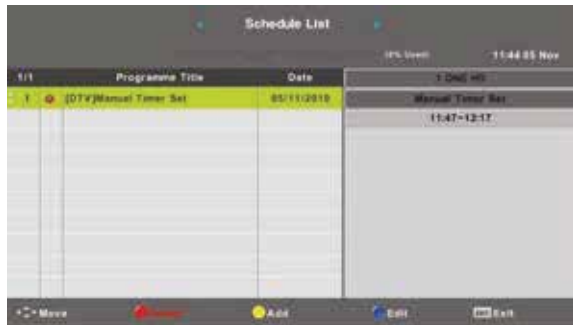 Schedule List
(0% Used) 11:44 05 Nov
1/1 Programme Title Date 1 ONE HD
1 [DTV]Manual Timer Set 05/11/2010 Manual Timer Set
11:47~12:17
Move Add Edit Exit